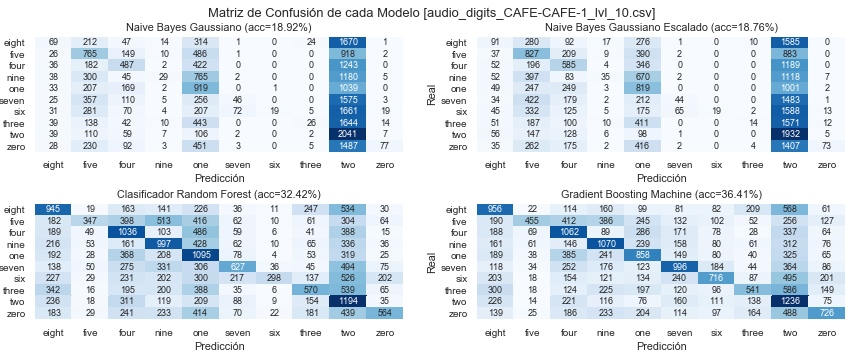 Matriz de Confusión de cada Modelo [audio_digits_CAFE-CAFE-1_lvl_10.csv]
Naive Bayes Gaussiano (acc=18.92%)
eight 69 212 47 14 314 1 0 24 1670 1
five 26 765 149 10 486 1 0 0 918 2
four 36 182 487 2 422 0 0 0 1243 0
nine 38 300 45 29 765 2 0 0 1180 5
one 33 207 169 2 919 0 1 0 1039 0
seven 25 357 110 5 256 46 0 0 1575 3
six 31 281 70 4 207 72 19 5 1661 19
three 39 138 42 10 443 0 0 26 1644 14
two 39 110 59 7 106 2 0 2 2041 7
zero 28 230 92 3 451 3 0 5 1487 77
eight five four nine one seven six three two zero
Predicción
Naive Bayes Gaussiano Escalado (acc=18.76%)
Real
91 280 92 17 276 1 0 10 1585 0
37 827 209 9 390 2 0 0 883 0
52 196 585 4 346 0 0 0 1189 0
52 397 83 35 670 2 0 0 1118 7
49 247 249 3 819 0 0 0 1001 2
34 422 179 2 212 44 0 0 1483 1
45 332 125 5 175 65 19 2 1588 13
51 187 100 10 411 0 0 14 1571 12
56 147 128 6 98 1 0 0 1932 5
35 262 175 2 416 2 0 4 1407 73
eight five four nine one seven six three two zero
Predicción
Clasificador Random Forest (acc=32.42%)
eight 945 19 163 141 226 36 11 247 534 30
five 182 347 398 513 416 62 10 61 304 64
four 189 49 1036 103 486 59 6 41 388 15
nine 216 53 161 997 428 62 10 65 336 36
one 192 28 368 208 1095 78 4 53 319 25
seven 138 50 275 331 306 627 36 45 494 75
six 227 29 231 202 300 217 298 137 526 202
three 342 16 195 200 388 35 6 570 539 65
two 236 18 311 119 209 88 9 154 1194 35
zero 183 29 241 233 414 70 22 181 439 564
eight five four nine one seven six three two zero
Predicción
Gradient Boosting Machine (acc=36.41%)
Real
956 22 114 160 99 81 82 209 568 61
190 455 412 386 245 132 102 52 256 127
188 69 1062 89 286 171 78 28 337 64
161 61 146 1070 239 158 80 61 312 76
189 38 385 241 858 149 80 40 325 65
118 34 252 176 123 996 184 44 364 86
203 18 154 121 134 240 716 87 495 201
300 18 124 225 197 120 96 541 586 149
226 14 221 116 76 160 111 138 1236 75
139 25 186 233 204 114 97 164 488 726
eight five four nine one seven six three two zero
Predicción